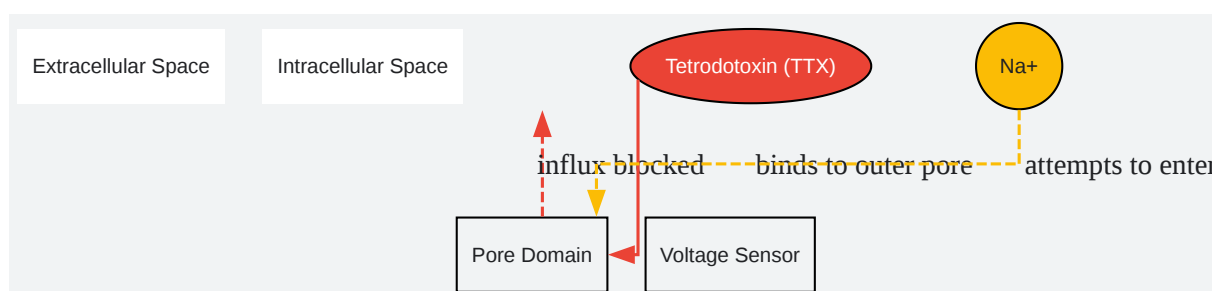 Extracellular Space
Intracellular Space
Tetrodotoxin (TTX)
Na+
influx blocked
binds to outer pore
attempts to enter
Pore Domain
Voltage Sensor